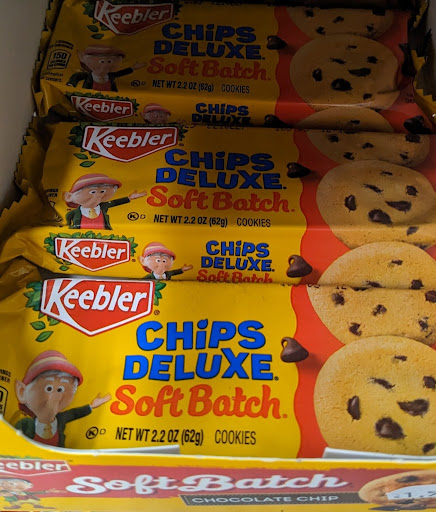 Keebler
CHiPS
DELUXE
Soft Batch
150
NET WT 2.2 OZ (62g) COOKIES
Keebler
CHiPS
Keebler
CHiPS
DELUXE
Soft Batch
NET WT 2.2 OZ (62g) COOKIES
Keebler
CHiPS
DELUXE
Soft Batch
Keebler
CHiPS
DELUXE
Soft Batch
NET WT 2.2 OZ (62g) COOKIES
eebler
Soft Batch
CHOCOLATE CHIP